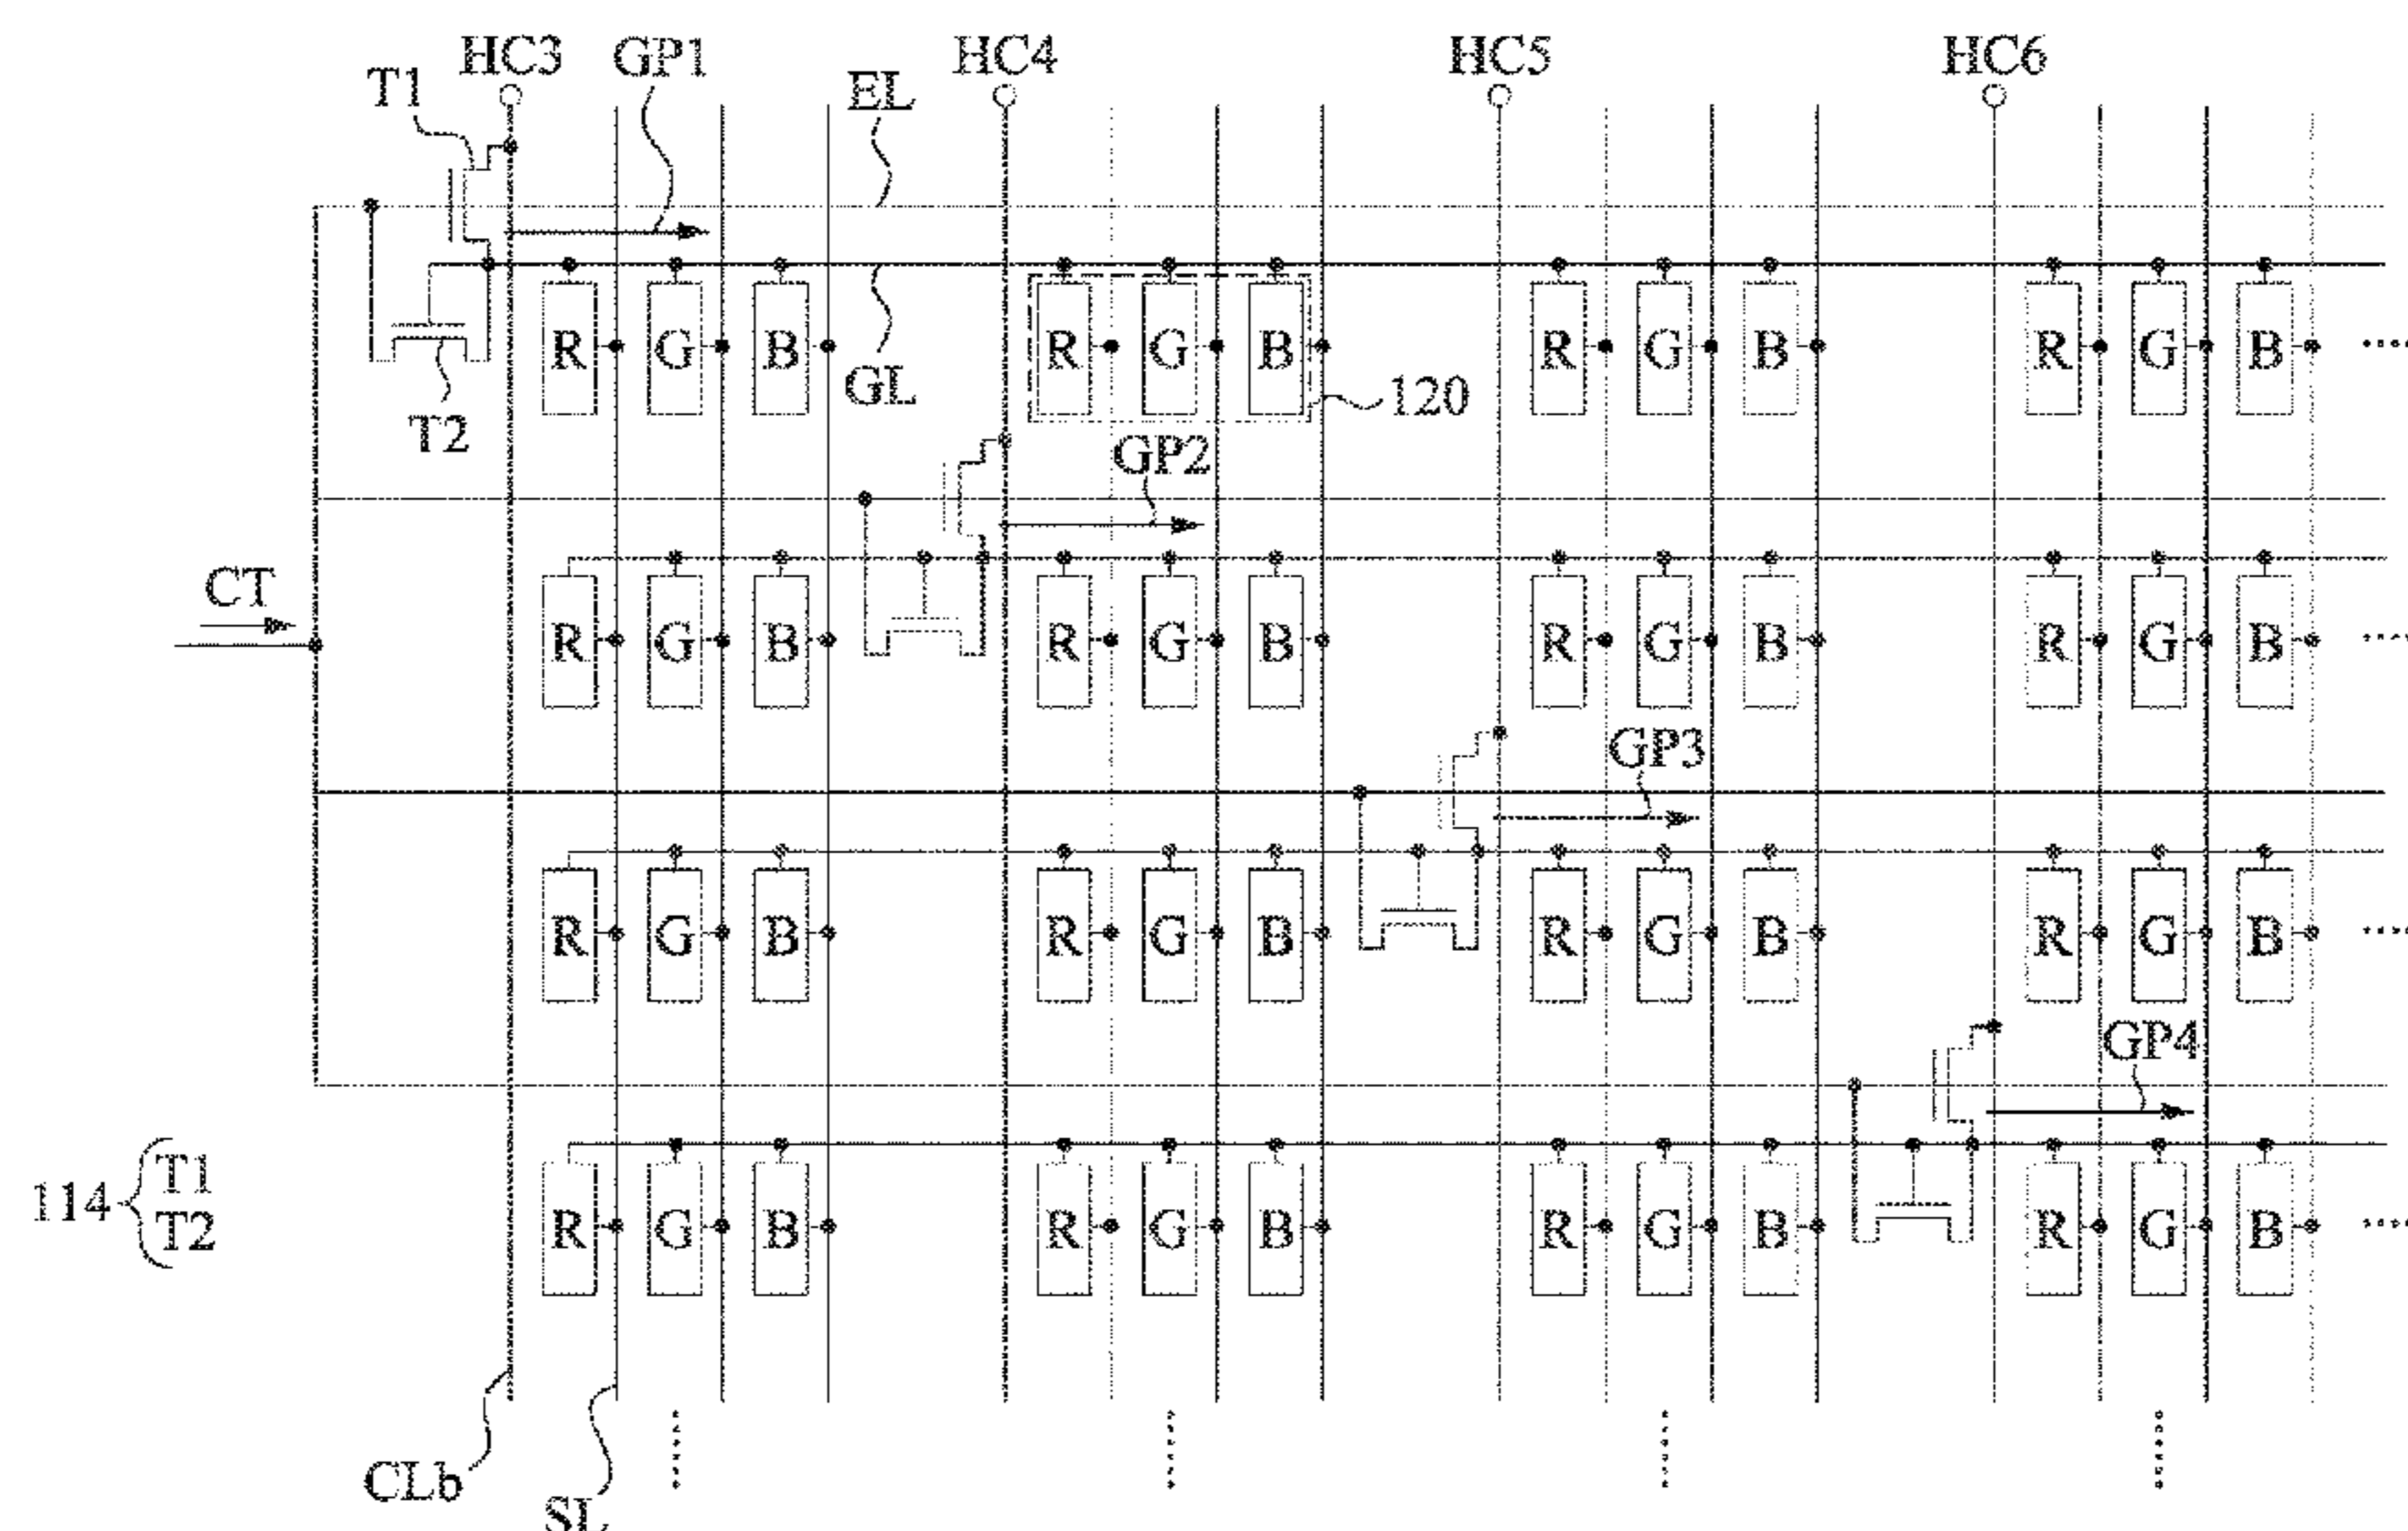 HC3 GP1 HC4 HC5 HC6
T1 EL
R G B R G B R G B R G B
T2 GL 120
GP2
CT
R G B R G B R G B R G B
GP3
R G B R G B R G B R G B
GP4
114 { T1
T2
R G B R G B R G B R G B
CLb
SL